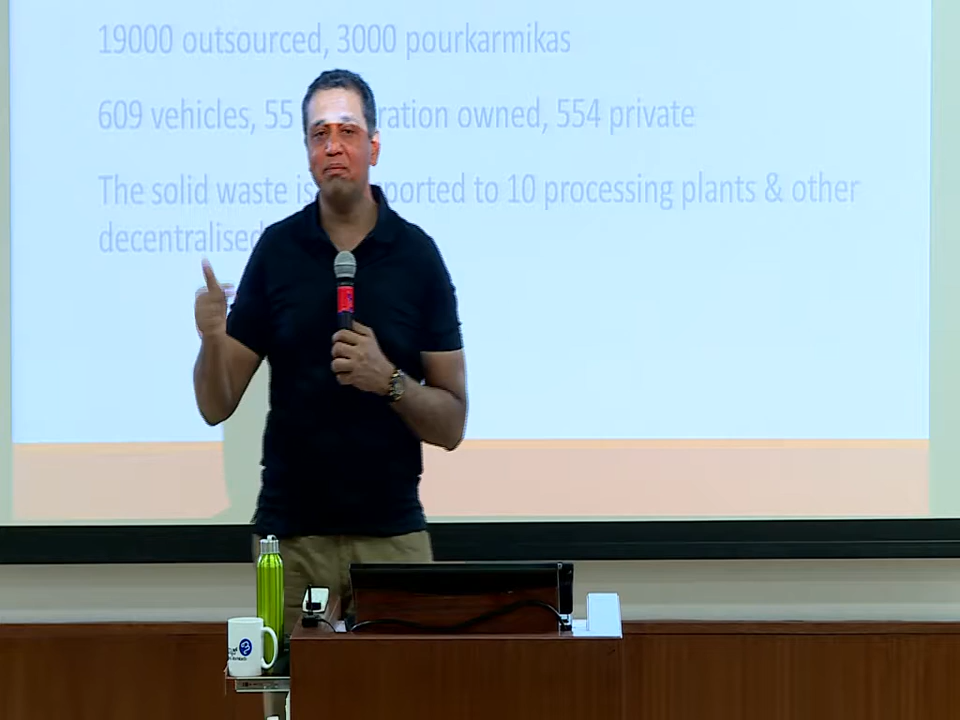 19000 outsourced, 3000 pourkarmikas
609 vehicles, 55 ration owned, 554 private
The solid waste is ported to 10 processing plants & other
decentralised